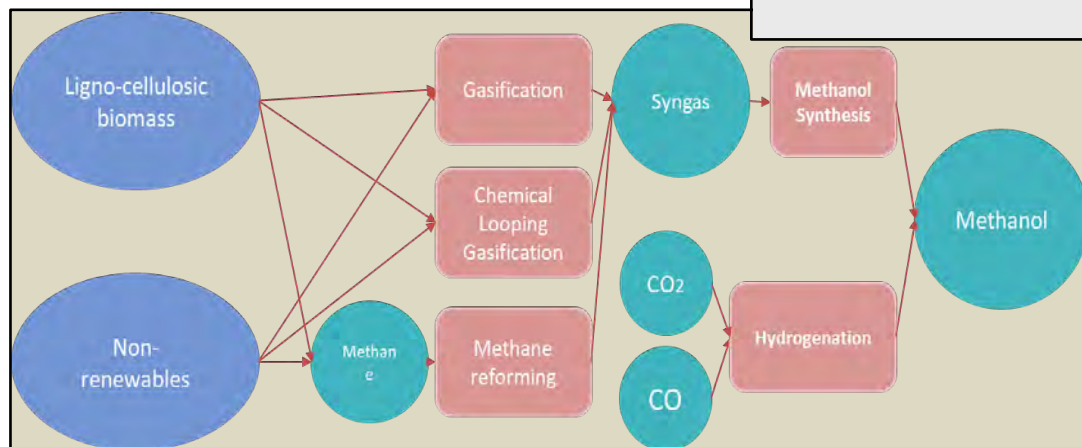 Ligno-cellulosic
biomass
Gasification
Syngas
Methanol
Synthesis
Chemical
Looping
Gasification
Methanol
CO2
Non-
renewables
Methan
e
Methane
reforming
Hydrogenation
CO